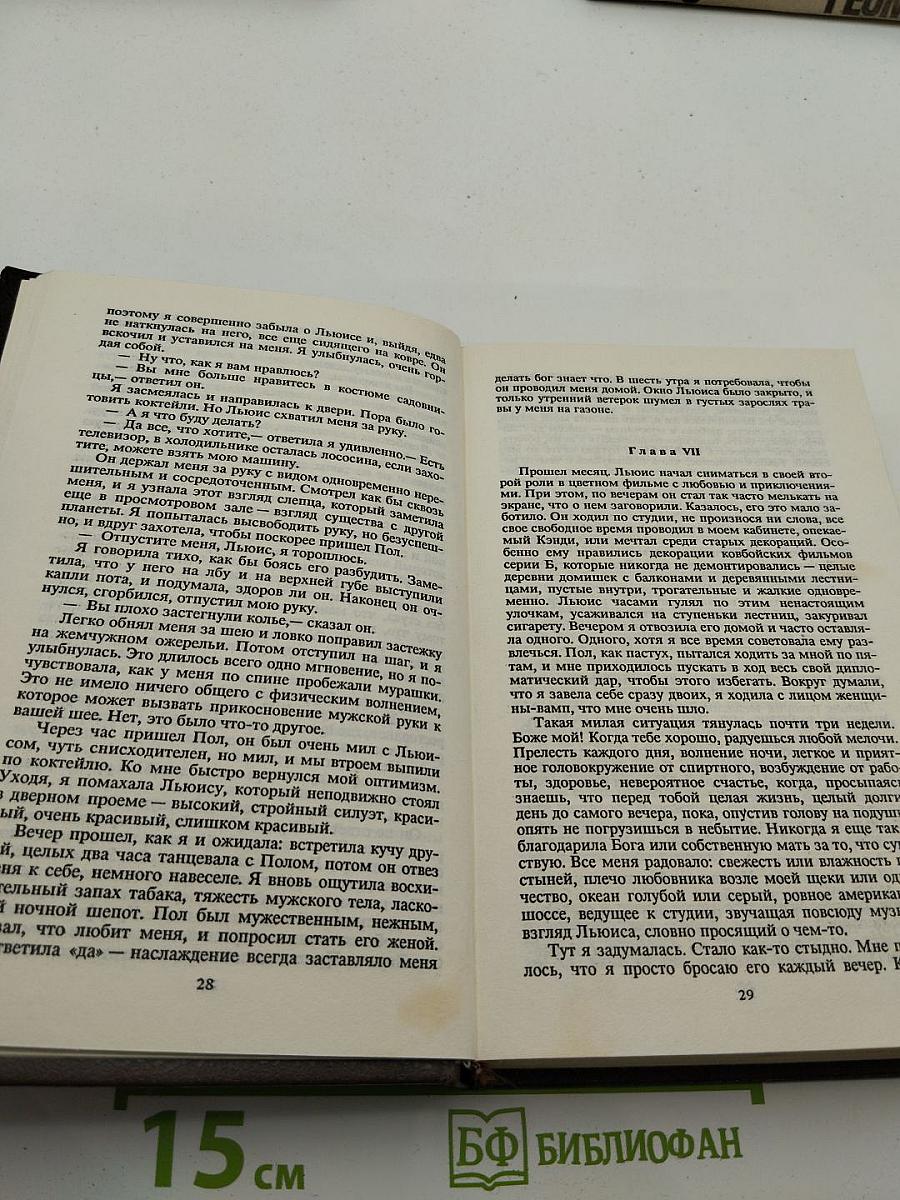 ГЕОМ
поэтому я совершенно забыла о Льюисе и, выйдя, едва
не наткнулась на него, все еще сидящего на ковре. Он
вскочил и уставился на меня. Я улыбнулась, очень гор-
дая собой.
— Ну что, как я вам нравлюсь?
— Вы мне больше нравитесь в костюме садовни-
цы,— ответил он.
Я засмеялась и направилась к двери. Пора было го-
товить коктейли. Но Льюис схватил меня за руку.
— А я что буду делать?
— Да все, что хотите,— ответила я удивленно.— Есть
телевизор, в холодильнике осталась лососина, если захо-
тите, можете взять мою машину.
Он держал меня за руку с видом одновременно нере-
шительным и сосредоточенным. Смотрел как бы сквозь
меня, и я узнала этот взгляд слепца, который заметила
еще в просмотровом зале — взгляд существа с другой
планеты. Я попыталась высвободить руку, но безуспеш-
но, и вдруг захотела, чтобы поскорее пришел Пол.
— Отпустите меня, Льюис, я тороплюсь.
Я говорила тихо, как бы боясь его разбудить. Заме-
тила, что у него на лбу и на верхней губе выступили
капли пота, и подумала, здоров ли он. Наконец он оч-
нулся, сгорбился, отпустил мою руку.
— Вы плохо застегнули колье,— сказал он.
Легко обнял меня за шею и ловко поправил застежку
на жемчужном ожерельи. Потом отступил на шаг, и я
улыбнулась. Это длилось всего одно мгновение, но я по-
чувствовала, как у меня по спине пробежали мурашки.
Это не имело ничего общего с физическим волнением,
которое может вызвать прикосновение мужской руки к
вашей шее. Нет, это было что-то другое.
Через час пришел Пол, он был очень мил с Льюи-
сом, чуть снисходителен, но мил, и мы втроем выпили
по коктейлю. Ко мне быстро вернулся мой оптимизм.
Уходя, я помахала Льюису, который неподвижно стоял
в дверном проеме — высокий, стройный силуэт, краси-
ый, очень красивый, слишком красивый.
Вечер прошел, как я и ожидала: встретила кучу дру-
й, целых два часа танцевала с Полом, потом он отвез
ня к себе, немного навеселе. Я вновь ощутила восхи-
тельный запах табака, тяжесть мужского тела, ласко-
й ночной шепот. Пол был мужественным, нежным,
вал, что любит меня, и попросил стать его женой.
тветила «да» — наслаждение всегда заставляло меня
28
делать бог знает что. В шесть утра я потребовала, чтобы
он проводил меня домой. Окно Льюиса было закрыто, и
только утренний ветерок шумел в густых зарослях тра-
вы у меня на газоне.
Глава VII
Прошел месяц. Льюис начал сниматься в своей вто-
рой роли в цветном фильме с любовью и приключения-
ми. При этом, по вечерам он стал так часто мелькать на
экране, что о нем заговорили. Казалось, его это мало за-
ботило. Он ходил по студии, не произнося ни слова, все
свое свободное время проводил в моем кабинете, опекае-
мый Кэнди, или мечтал среди старых декораций. Осо-
бенно ему нравились декорации ковбойских фильмов
серии Б, которые никогда не демонтировались — целые
деревни домишек с балконами и деревянными лестни-
цами, пустые внутри, трогательные и жалкие одновре-
менно. Льюис часами гулял по этим ненастоящим
улочкам, усаживался на ступеньки лестниц, закуривал
сигарету. Вечером я отвозила его домой и часто оставля-
ла одного. Одного, хотя я все время советовала ему раз-
влечься. Пол, как пастух, пытался ходить за мной по пя-
там, и мне приходилось пускать в ход весь свой дипло-
матический дар, чтобы этого избегать. Вокруг думали,
что я завела себе сразу двоих, я ходила с лицом женщи-
ны-вамп, что мне очень шло.
Такая милая ситуация тянулась почти три недели.
Боже мой! Когда тебе хорошо, радуешься любой мелочи.
Прелесть каждого дня, волнение ночи, легкое и прият-
ное головокружение от спиртного, возбуждение от рабо-
ты, здоровье, невероятное счастье, когда, просыпаясь
знаешь, что перед тобой целая жизнь, целый долги
день до самого вечера, пока, опустив голову на подушк
опять не погрузишься в небытие. Никогда я еще так
благодарила Бога или собственную мать за то, что су
ствую. Все меня радовало: свежесть или влажность п
стыней, плечо любовника возле моей щеки или оди
чество, океан голубой или серый, ровное американ
шоссе, ведущее к студии, звучащая повсюду музы
взгляд Льюиса, словно просящий о чем-то.
Тут я задумалась. Стало как-то стыдно. Мне п
лось, что я просто бросаю его каждый вечер. К
29
15 см
БФ БИБЛИОФАН